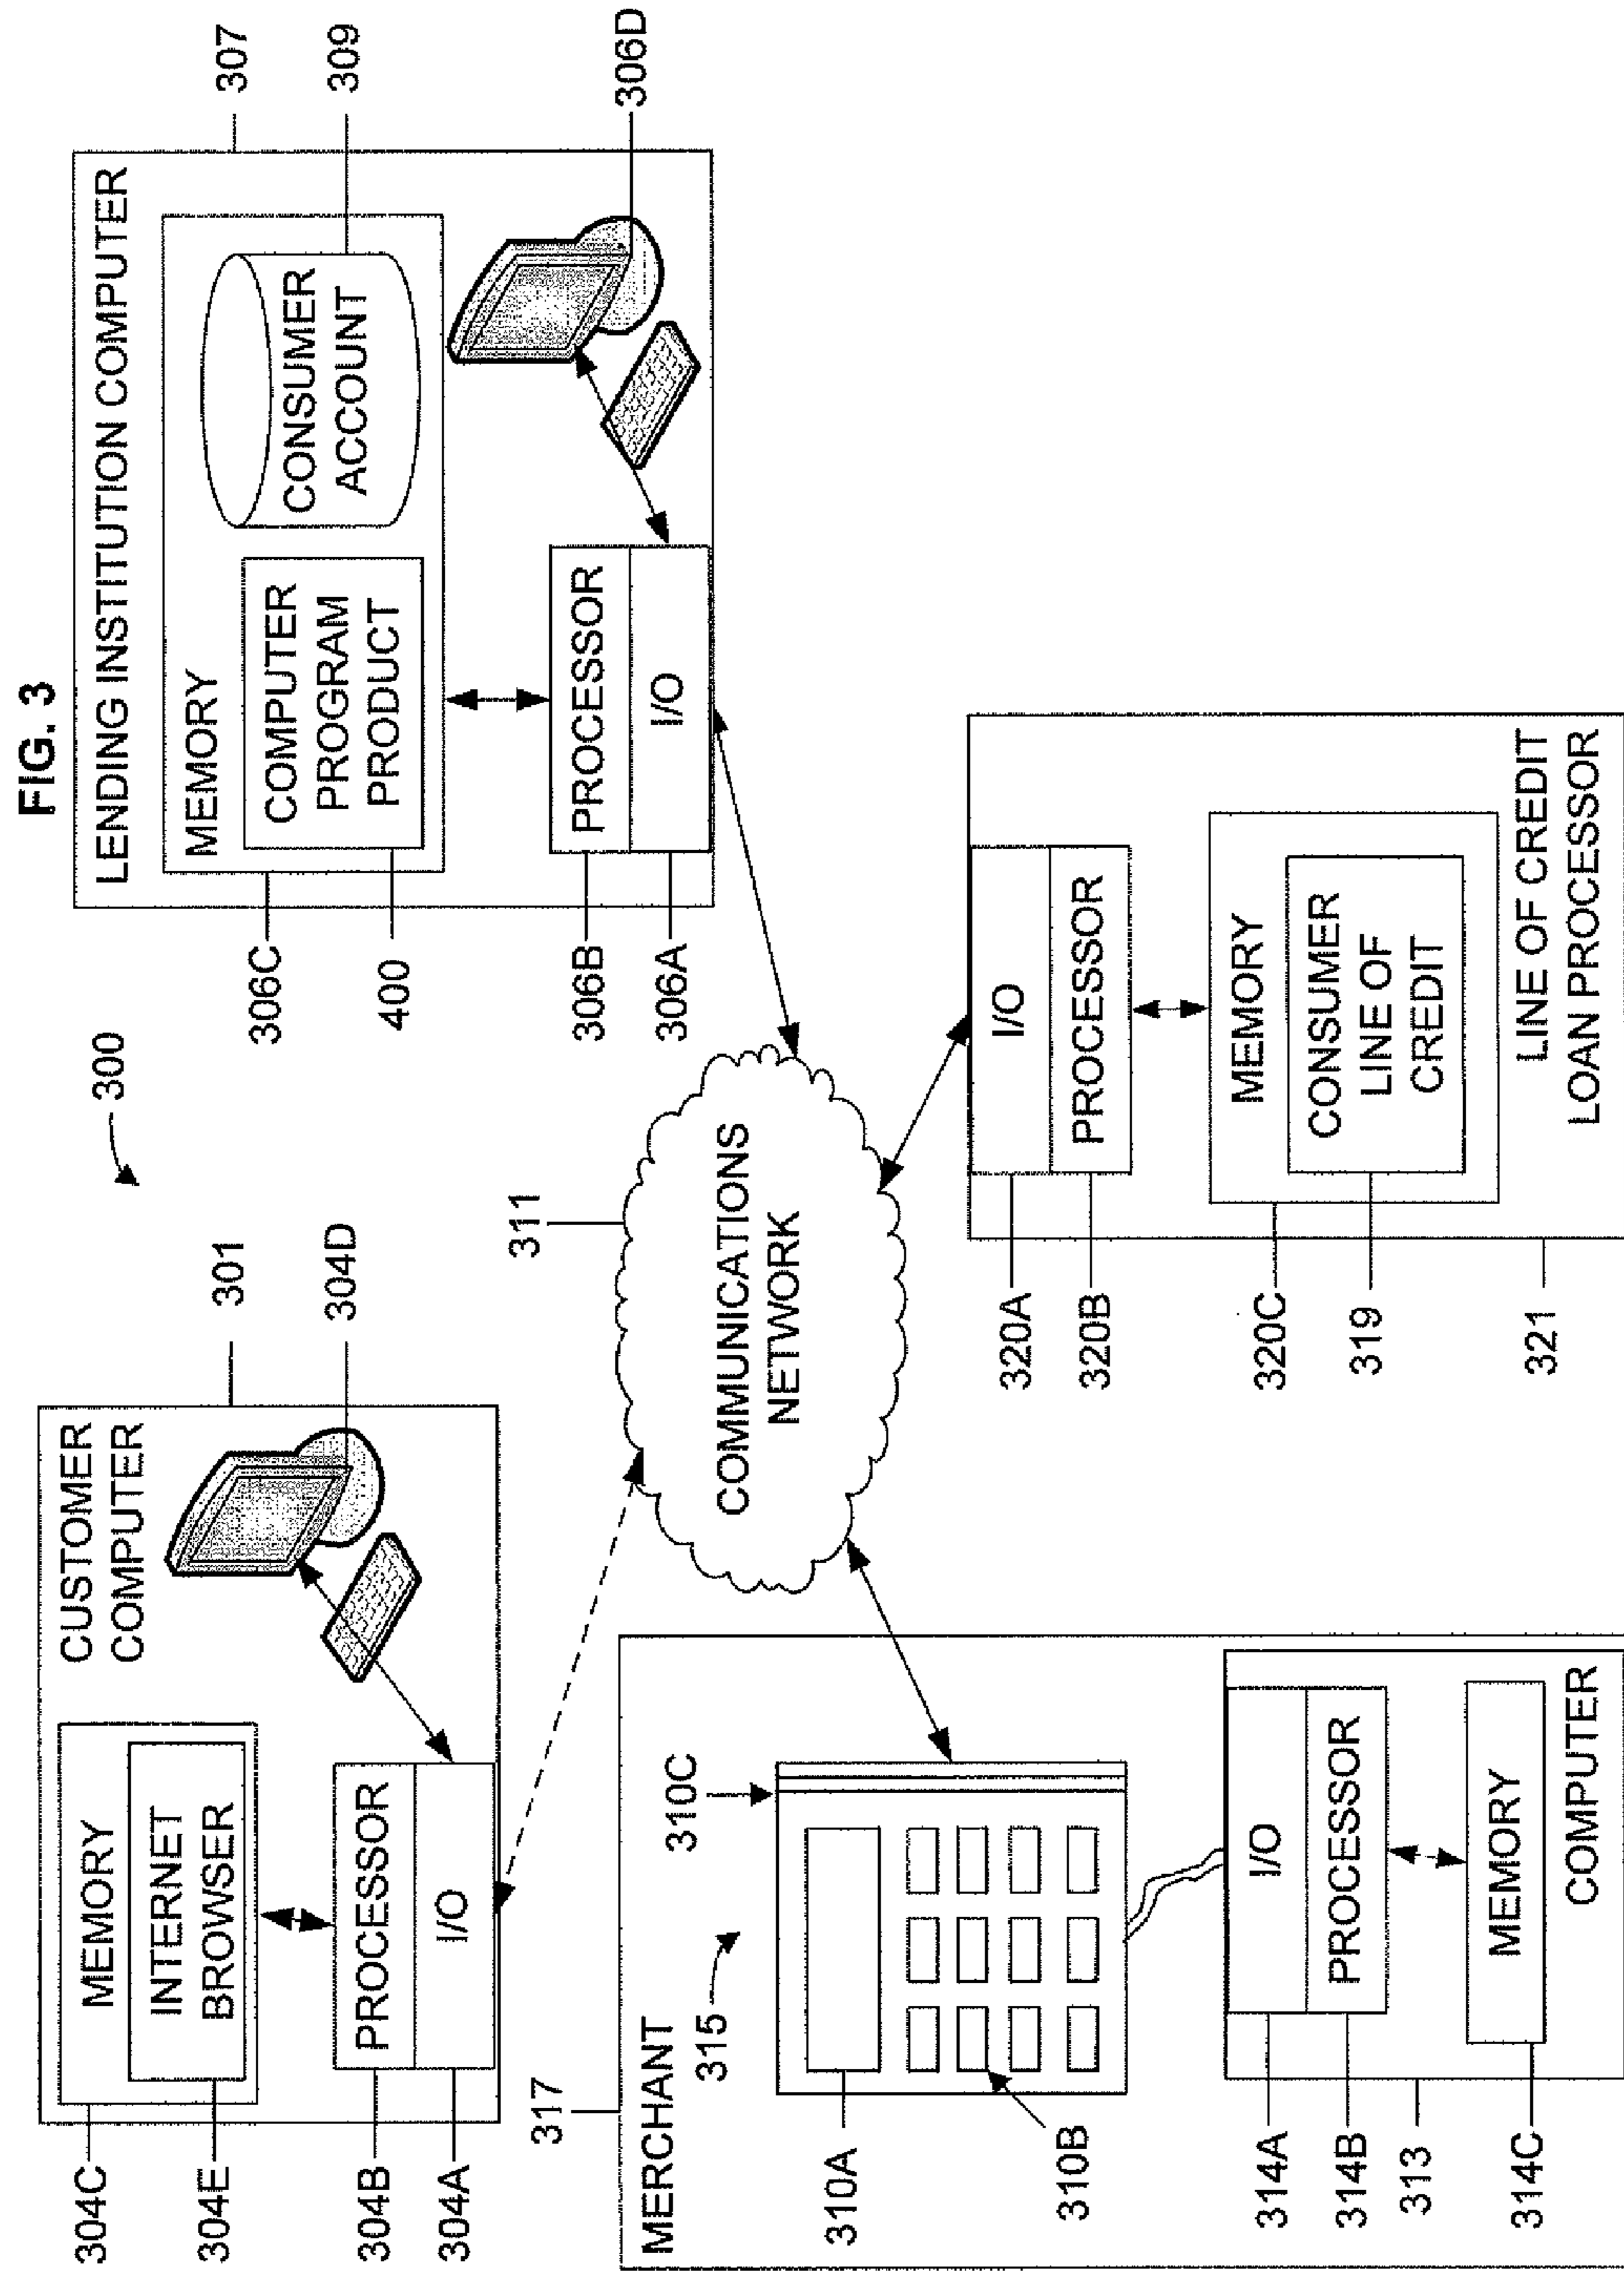 FIG. 3
300
CUSTOMER
COMPUTER
MEMORY
INTERNET
BROWSER
PROCESSOR
I/O
301
304D
304C
304E
304B
304A
LENDING INSTITUTION COMPUTER
MEMORY
COMPUTER
PROGRAM
PRODUCT
CONSUMER
ACCOUNT
PROCESSOR
I/O
307
309
306D
306C
400
306B
306A
311
COMMUNICATIONS
NETWORK
317
MERCHANT
315
310C
310A
310B
I/O
PROCESSOR
MEMORY
COMPUTER
314A
314B
313
314C
I/O
PROCESSOR
MEMORY
CONSUMER
LINE OF
CREDIT
LINE OF CREDIT
LOAN PROCESSOR
320A
320B
320C
319
321